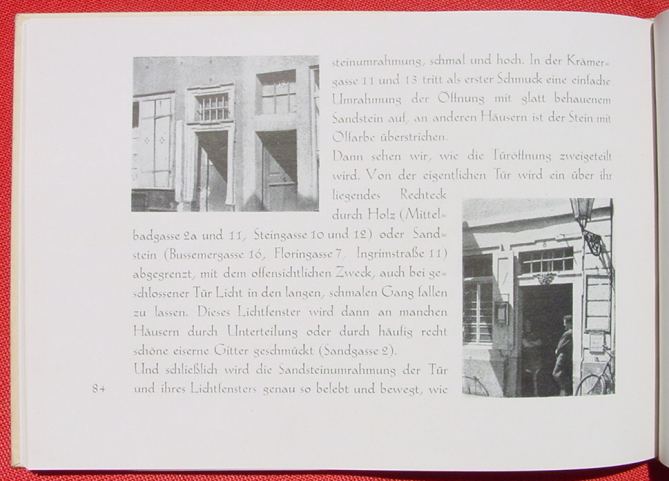 steinumrahmung, schmal und hoch. In der Krämer-
gasse 11 und 13 tritt als erster Schmuck eine einfache
Umrahmung der Öffnung mit glatt behauenem
Sandstein auf, an anderen Häusern ist der Stein mit
Ölfarbe überstrichen.
Dann sehen wir, wie die Türöffnung zweigeteilt
wird. Von der eigentlichen Tür wird ein über ihr
liegendes Rechteck
durch Holz (Mittel-
badgasse 2a und 11, Steingasse 10 und 12) oder Sand-
stein (Bussemergasse 16, Floringasse 7, Ingrimstraße 11)
abgegrenzt, mit dem offensichtlichen Zweck, auch bei ge-
schlossener Tür Licht in den langen, schmalen Gang fallen
zu lassen. Dieses Lichtfenster wird dann an manchen
Häusern durch Unterteilung oder durch häufig recht
schöne eiserne Gitter geschmückt (Sandgasse 2).
Und schließlich wird die Sandsteinumrahmung der Tür
und ihres Lichtfensters genau so belebt und bewegt, wie
84